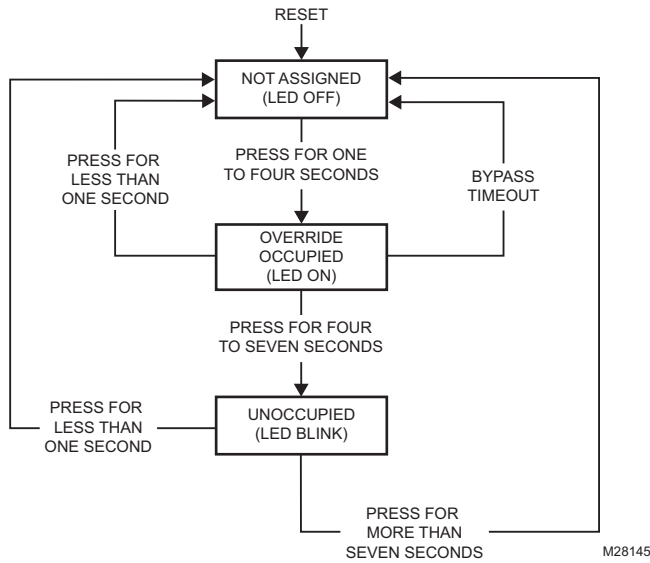 RESET
NOT ASSIGNED
(LED OFF)
PRESS FOR
LESS THAN
ONE SECOND
PRESS FOR ONE
TO FOUR SECONDS
BYPASS
TIMEOUT
OVERRIDE
OCCUPIED
(LED ON)
PRESS FOR FOUR
TO SEVEN SECONDS
PRESS FOR
LESS THAN
ONE SECOND
UNOCCUPIED
(LED BLINK)
PRESS FOR
MORE THAN
SEVEN SECONDS
M28145